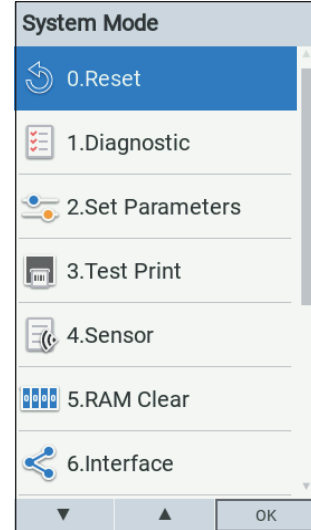 System Mode
0.Reset
1.Diagnostic
2.Set Parameters
3.Test Print
4.Sensor
5.RAM Clear
6.Interface
OK